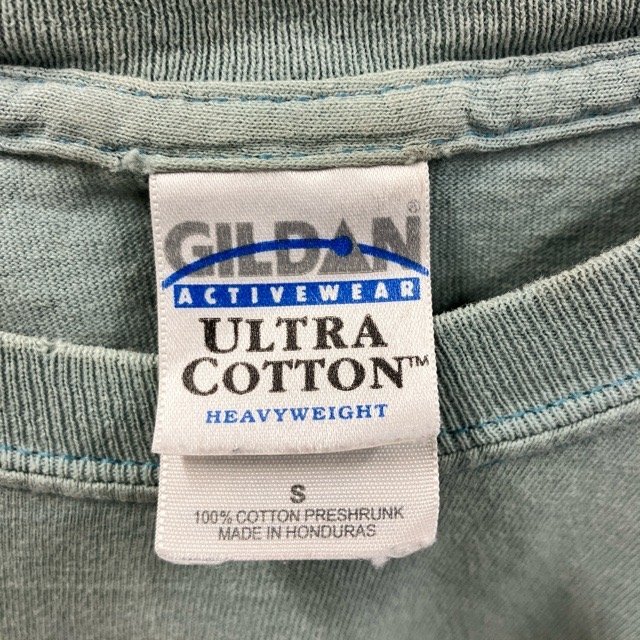 GILDAN®
ACTIVEWEAR
ULTRA
COTTON™
HEAVYWEIGHT
S
100% COTTON PRESHRUNK
MADE IN HONDURAS